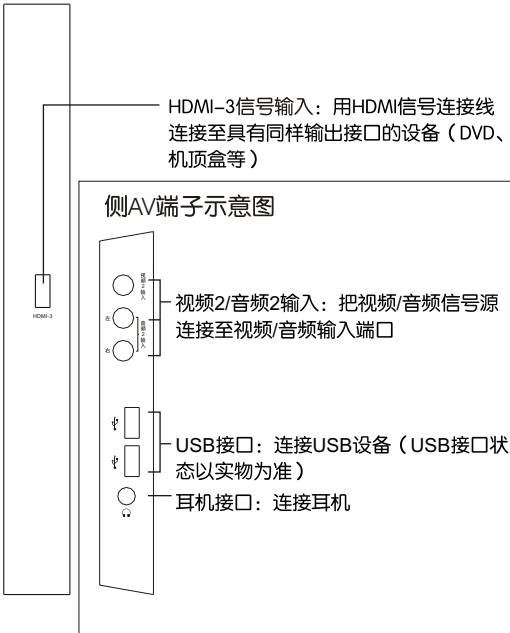 HDMI-3信号输入：用HDMI信号连接线
连接至具有同样输出接口的设备（DVD、
机顶盒等）
HDMI-3
侧AV端子示意图
视频2输入
左
右
音频2输入
视频2/音频2输入：把视频/音频信号源
连接至视频/音频输入端口
USB接口：连接USB设备（USB接口状
态以实物为准）
耳机接口：连接耳机